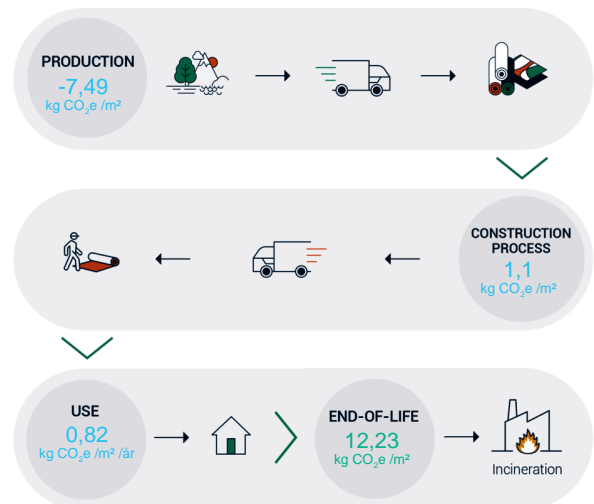 PRODUCTION
-7,49
kg CO₂e /m²
CONSTRUCTION
PROCESS
1,1
kg CO₂e /m²
USE
0,82
kg CO₂e /m² /år
END-OF-LIFE
12,23
kg CO₂e /m²
Incineration